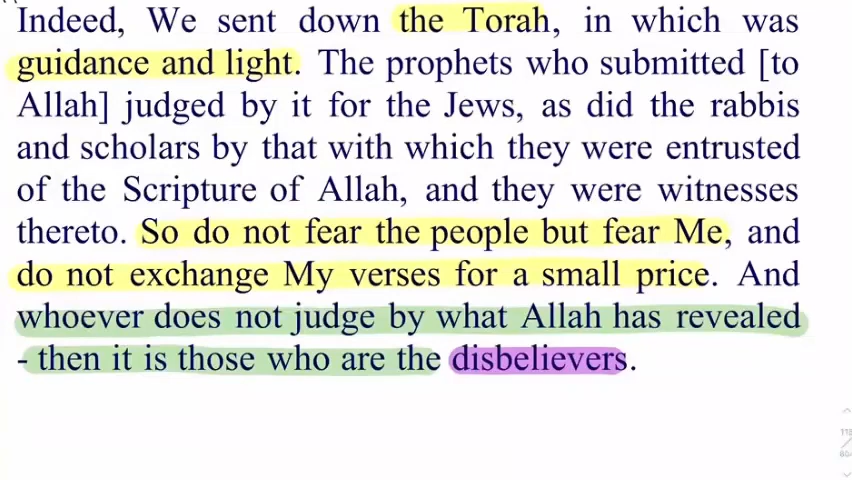 Indeed, We sent down the Torah, in which was
guidance and light. The prophets who submitted [to
Allah] judged by it for the Jews, as did the rabbis
and scholars by that with which they were entrusted
of the Scripture of Allah, and they were witnesses
thereto. So do not fear the people but fear Me, and
do not exchange My verses for a small price. And
whoever does not judge by what Allah has revealed
- then it is those who are the disbelievers.